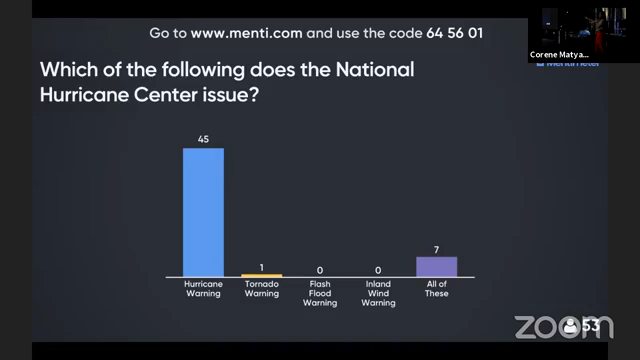 Go to www.menti.com and use the code 64 56 01
Corene Matya...
Mentimeter
Which of the following does the National
Hurricane Center issue?
45
1
0
0
7
Hurricane
Warning
Tornado
Warning
Flash
Flood
Warning
Inland
Wind
Warning
All of
These
zoom
53